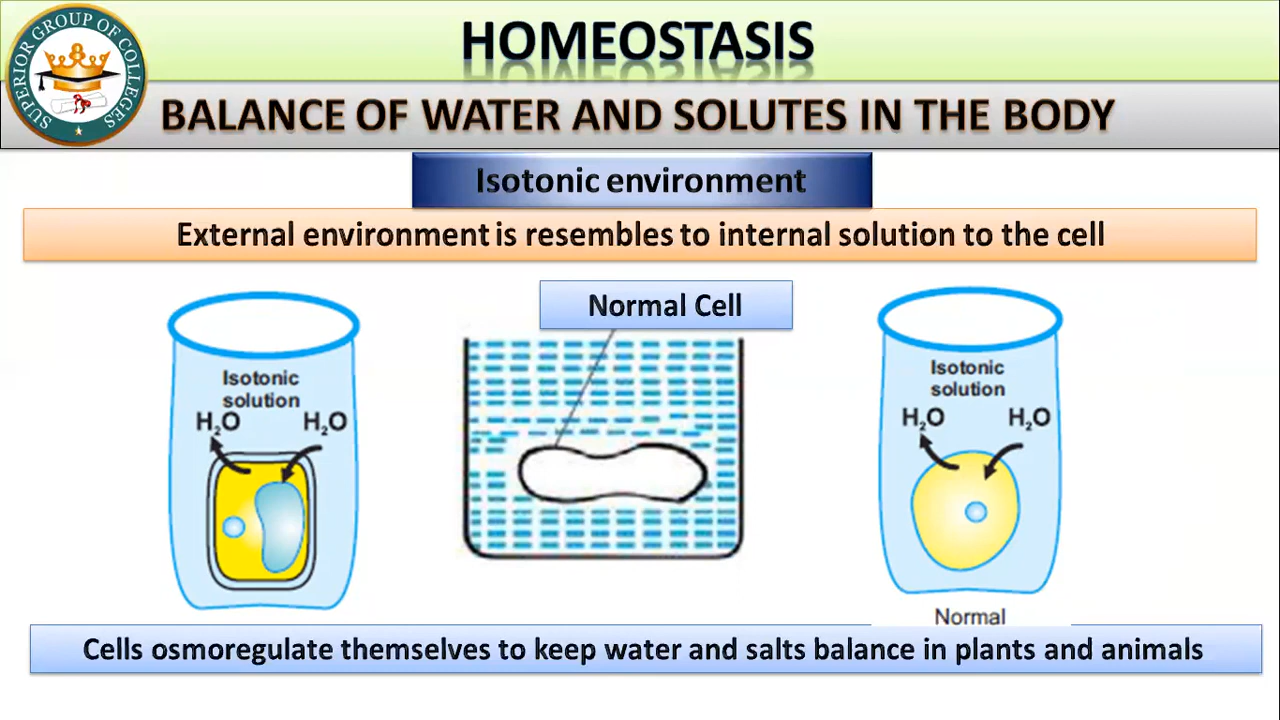 SUPERIOR GROUP OF COLLEGES
HOMEOSTASIS
BALANCE OF WATER AND SOLUTES IN THE BODY
Isotonic environment
External environment is resembles to internal solution to the cell
Normal Cell
Isotonic
solution
H₂O H₂O
Isotonic
solution
H₂O H₂O
Normal
Cells osmoregulate themselves to keep water and salts balance in plants and animals